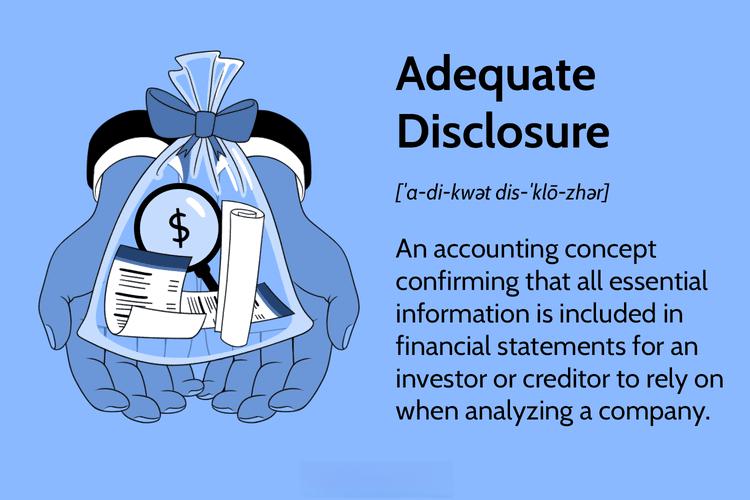 Adequate
Disclosure
[ˈa-di-kwət dis-ˈklō-zhər]
An accounting concept
confirming that all essential
information is included in
financial statements for an
investor or creditor to rely on
when analyzing a company.
$